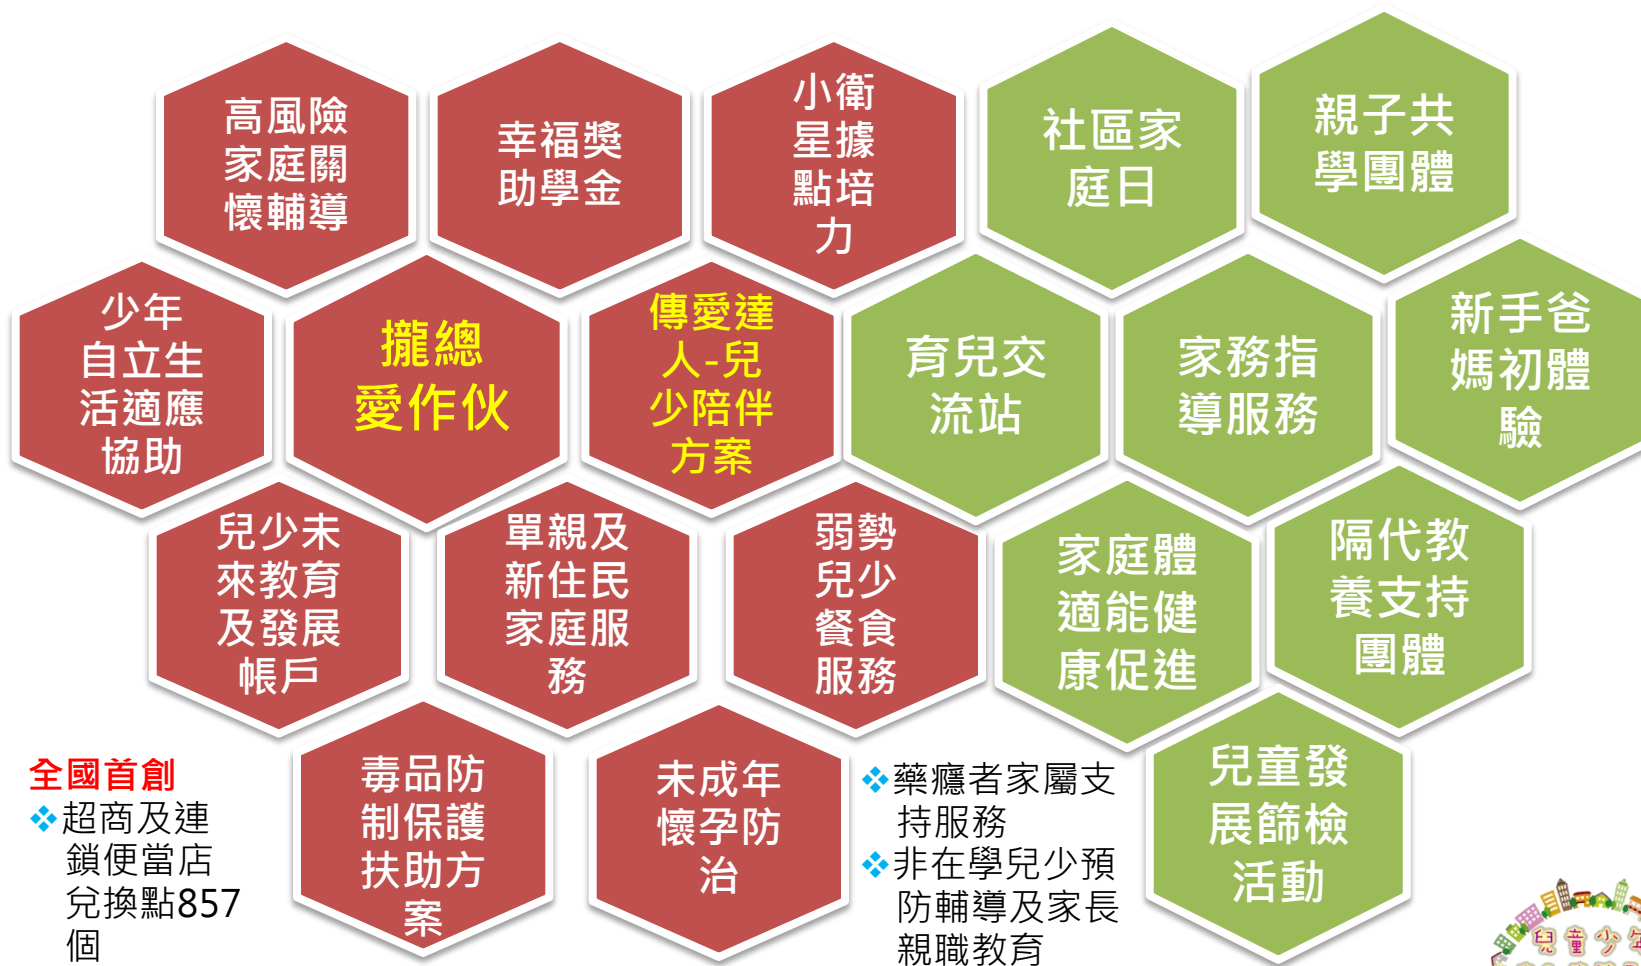 高風險
家庭關
懷輔導
幸福獎
助學金
小衛
星據
點培
力
社區家
庭日
親子共
學團體
少年
自立生
活適應
協助
攏總
愛作伙
傳愛達
人-兒
少陪伴
方案
育兒交
流站
家務指
導服務
新手爸
媽初體
驗
兒少未
來教育
及發展
帳戶
單親及
新住民
家庭服
務
弱勢
兒少
餐食
服務
家庭體
適能健
康促進
隔代教
養支持
團體
全國首創
❖超商及連
鎖便當店
兌換點857
個
毒品防
制保護
扶助方
案
未成年
懷孕防
治
❖藥癮者家屬支
持服務
❖非在學兒少預
防輔導及家長
親職教育
兒童發
展篩檢
活動
兒童少年